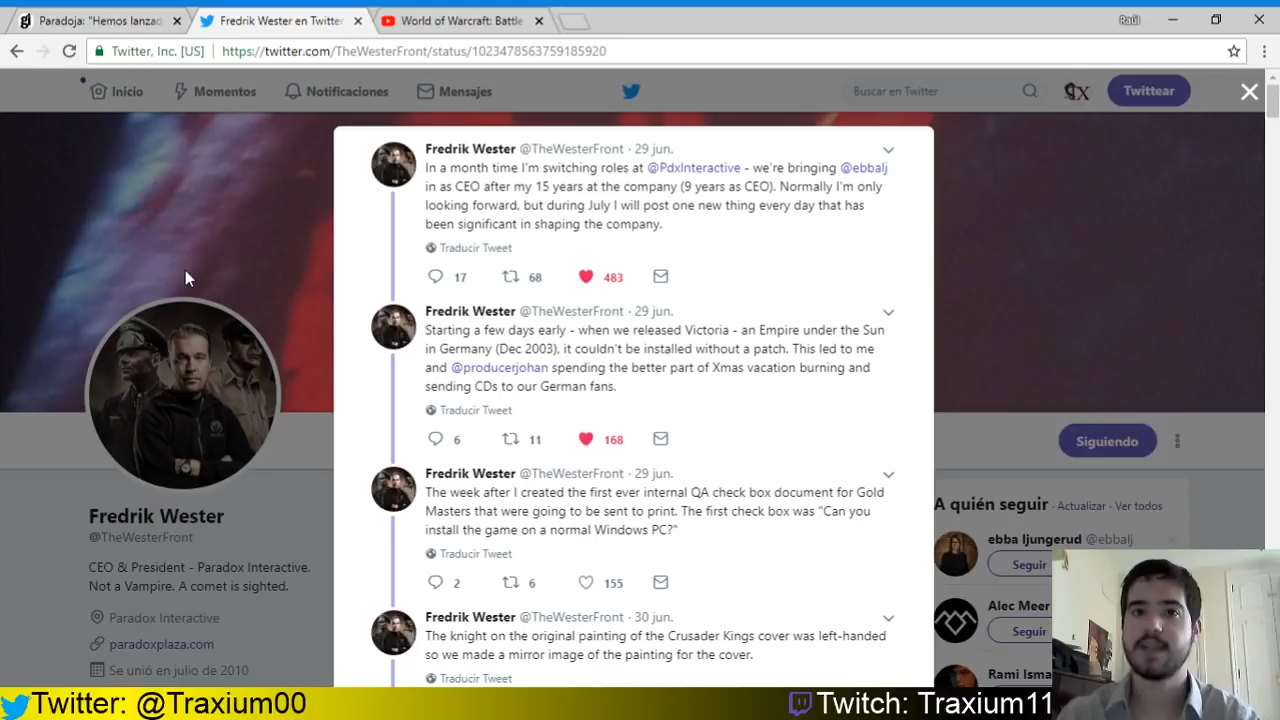 Paradoja: "Hemos lanzad
Fredrik Wester en Twitter
World of Warcraft: Battle
Raúl
Twitter, Inc. [US]
https://twitter.com/TheWesterFront/status/1023478563759185920
Inicio
Momentos
Notificaciones
Mensajes
Buscar en Twitter
Twittear
Fredrik Wester @TheWesterFront · 29 jun.
In a month time I'm switching roles at @PdxInteractive - we're bringing @ebbalj
in as CEO after my 15 years at the company (9 years as CEO). Normally I'm only
looking forward, but during July I will post one new thing every day that has
been significant in shaping the company.
Traducir Tweet
17 68 483
Fredrik Wester @TheWesterFront · 29 jun.
Starting a few days early - when we released Victoria - an Empire under the Sun
in Germany (Dec 2003), it couldn't be installed without a patch. This led to me
and @producerjohan spending the better part of Xmas vacation burning and
sending CDs to our German fans.
Traducir Tweet
6 11 168
Fredrik Wester @TheWesterFront · 29 jun.
The week after I created the first ever internal QA check box document for Gold
Masters that were going to be sent to print. The first check box was "Can you
install the game on a normal Windows PC?"
Traducir Tweet
2 6 155
Fredrik Wester @TheWesterFront · 30 jun.
The knight on the original painting of the Crusader Kings cover was left-handed
so we made a mirror image of the painting for the cover.
Traducir Tweet
Fredrik Wester
@TheWesterFront
CEO & President - Paradox Interactive.
Not a Vampire. A comet is sighted.
Paradox Interactive
paradoxplaza.com
Se unió en julio de 2010
Siguiendo
A quién seguir · Actualizar · Ver todos
ebba ljungerud @ebbalj
Seguir
Alec Meer
Seguir
Rami Isma
Twitter: @Traxium00
Twitch: Traxium11